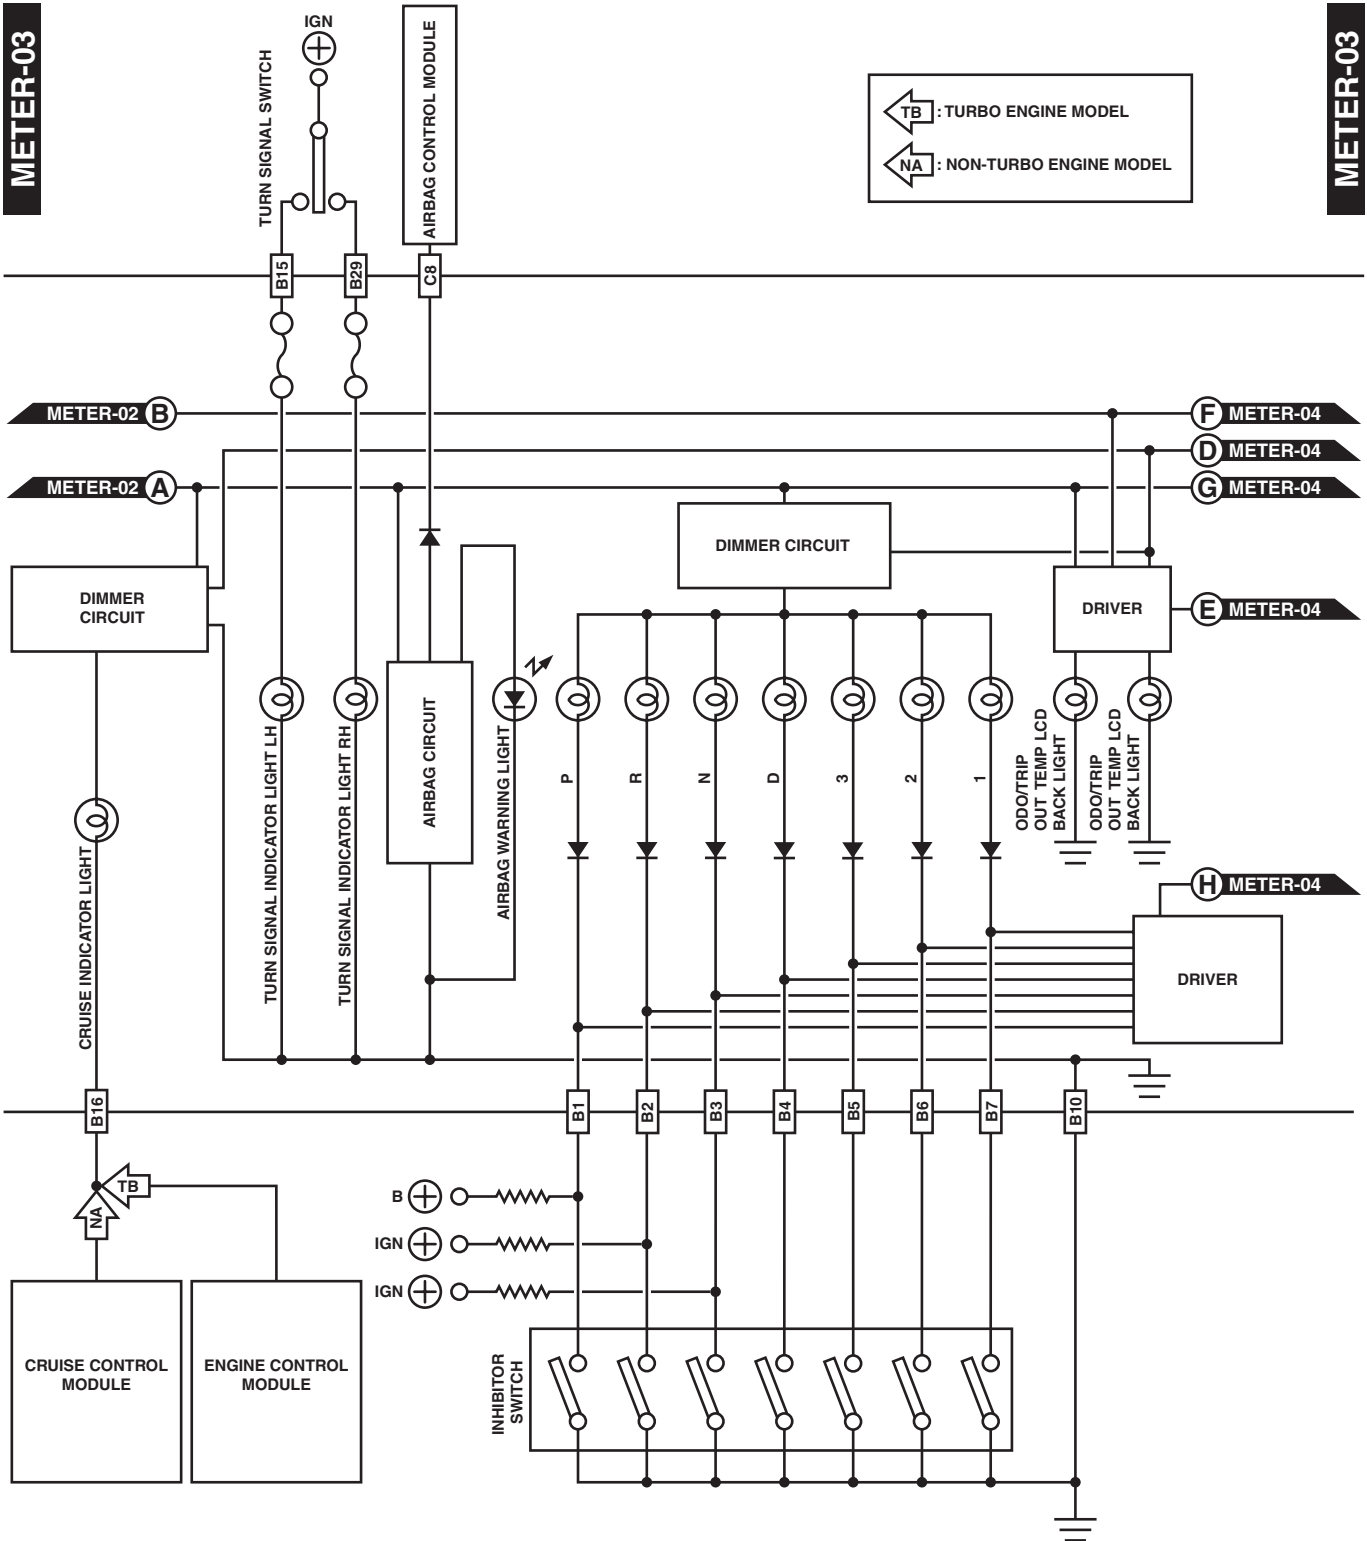 METER-03
METER-03
IGN
TURN SIGNAL SWITCH
AIRBAG CONTROL MODULE
TB : TURBO ENGINE MODEL
NA : NON-TURBO ENGINE MODEL
B15
B29
C8
METER-02 B
F METER-04
D METER-04
METER-02 A
G METER-04
DIMMER
CIRCUIT
DIMMER CIRCUIT
DRIVER
E METER-04
CRUISE INDICATOR LIGHT
TURN SIGNAL INDICATOR LIGHT LH
TURN SIGNAL INDICATOR LIGHT RH
AIRBAG CIRCUIT
AIRBAG WARNING LIGHT
P
R
N
D
3
2
1
ODO/TRIP
OUT TEMP LCD
BACK LIGHT
ODO/TRIP
OUT TEMP LCD
BACK LIGHT
H METER-04
DRIVER
B16
B1
B2
B3
B4
B5
B6
B7
B10
TB
NA
B
IGN
IGN
CRUISE CONTROL
MODULE
ENGINE CONTROL
MODULE
INHIBITOR
SWITCH